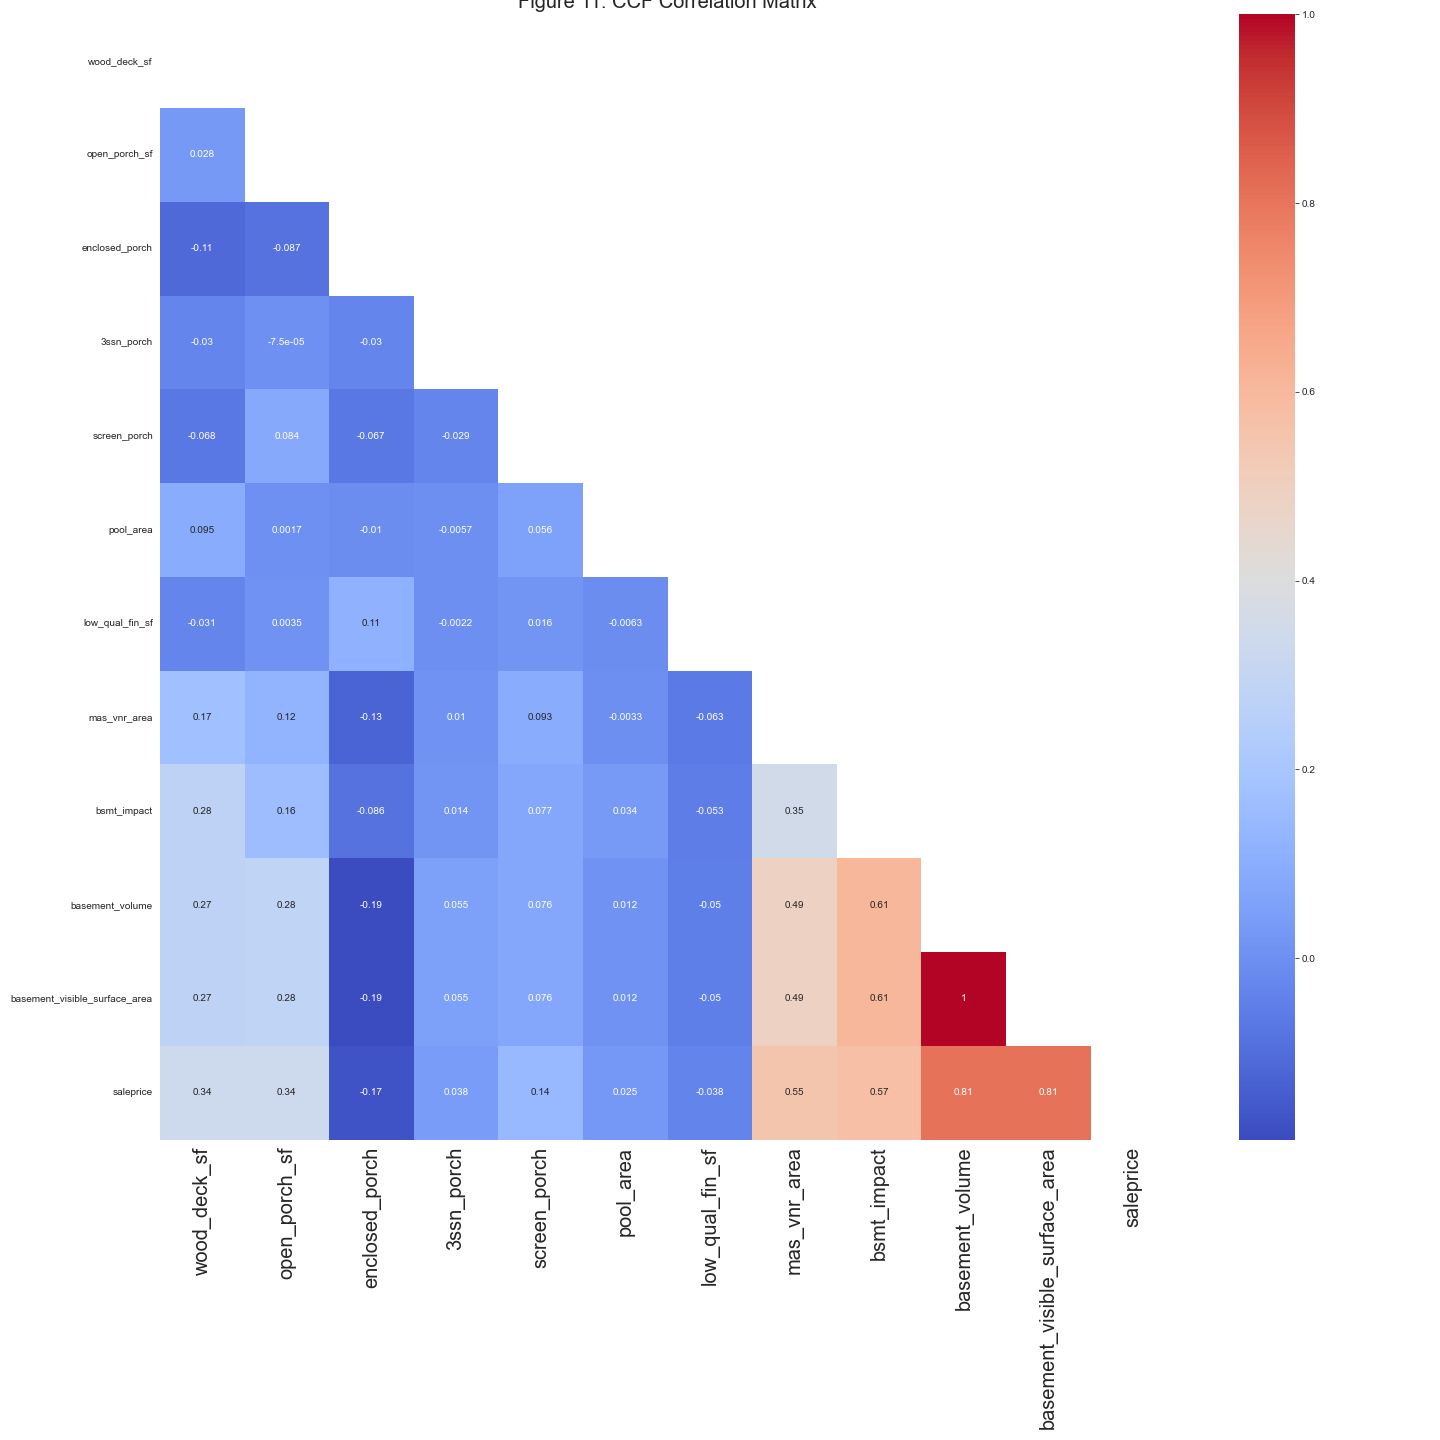 Figure 11: CCF Correlation Matrix
1.0
wood_deck_sf
open_porch_sf 0.028
0.8
enclosed_porch -0.11 -0.087
3ssn_porch -0.03 -7.5e-05 -0.03
0.6
screen_porch -0.068 0.084 -0.067 -0.029
pool_area 0.095 0.0017 -0.01 -0.0057 0.056
0.4
low_qual_fin_sf -0.031 0.0035 0.11 -0.0022 0.016 -0.0063
mas_vnr_area 0.17 0.12 -0.13 0.01 0.093 -0.0033 -0.063
0.2
bsmt_impact 0.28 0.16 -0.086 0.014 0.077 0.034 -0.053 0.35
basement_volume 0.27 0.28 -0.19 0.055 0.076 0.012 -0.05 0.49 0.61
0.0
basement_visible_surface_area 0.27 0.28 -0.19 0.055 0.076 0.012 -0.05 0.49 0.61 1
saleprice 0.34 0.34 -0.17 0.038 0.14 0.025 -0.038 0.55 0.57 0.81 0.81
wood_deck_sf
open_porch_sf
enclosed_porch
3ssn_porch
screen_porch
pool_area
low_qual_fin_sf
mas_vnr_area
bsmt_impact
basement_volume
basement_visible_surface_area
saleprice